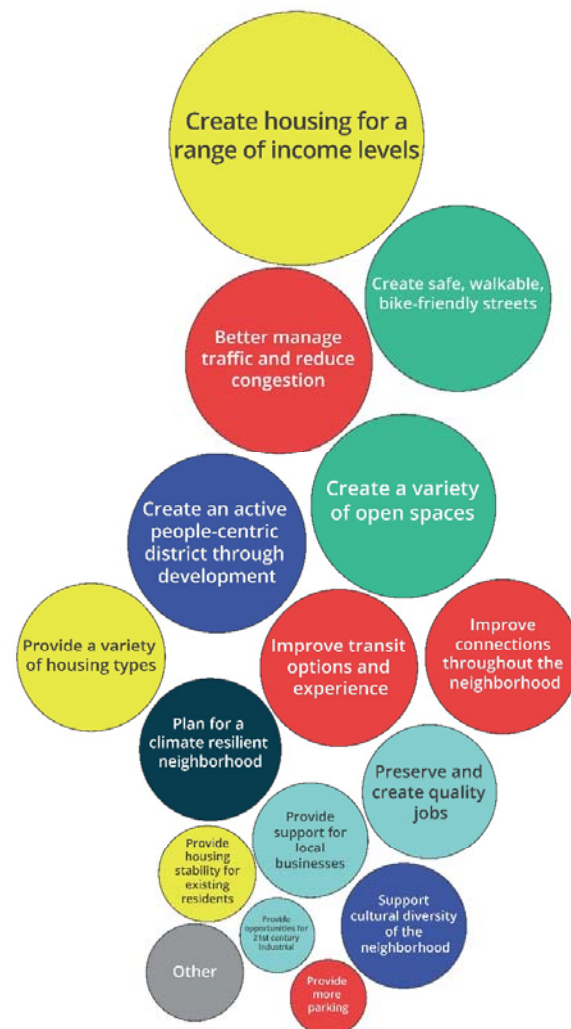 Create housing for a
range of income levels
Create safe, walkable,
bike-friendly streets
Better manage
traffic and reduce
congestion
Create a variety
of open spaces
Create an active
people-centric
district through
development
Improve
connections
throughout the
neighborhood
Provide a variety
of housing types
Improve transit
options and
experience
Plan for a
climate resilient
neighborhood
Preserve and
create quality
jobs
Provide
support for
local
businesses
Provide
housing
stability for
existing
residents
Support
cultural diversity
of the
neighborhood
Provide
opportunities for
21st century
Industrial
Other
Provide
more
parking